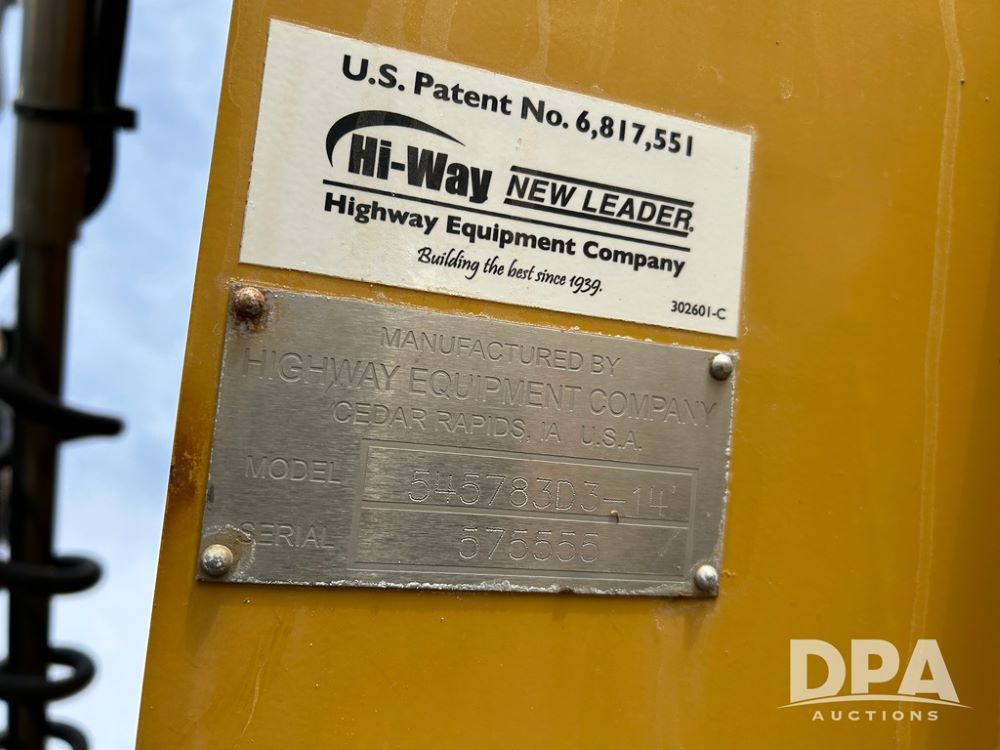 U.S. Patent No. 6,817,551
Hi-Way NEW LEADER®
Highway Equipment Company
Building the best since 1939.
302601-C
MANUFACTURED BY
HIGHWAY EQUIPMENT COMPANY
CEDAR RAPIDS, IA U.S.A.
MODEL 545783D3-14'
SERIAL 575555
DPA
AUCTIONS